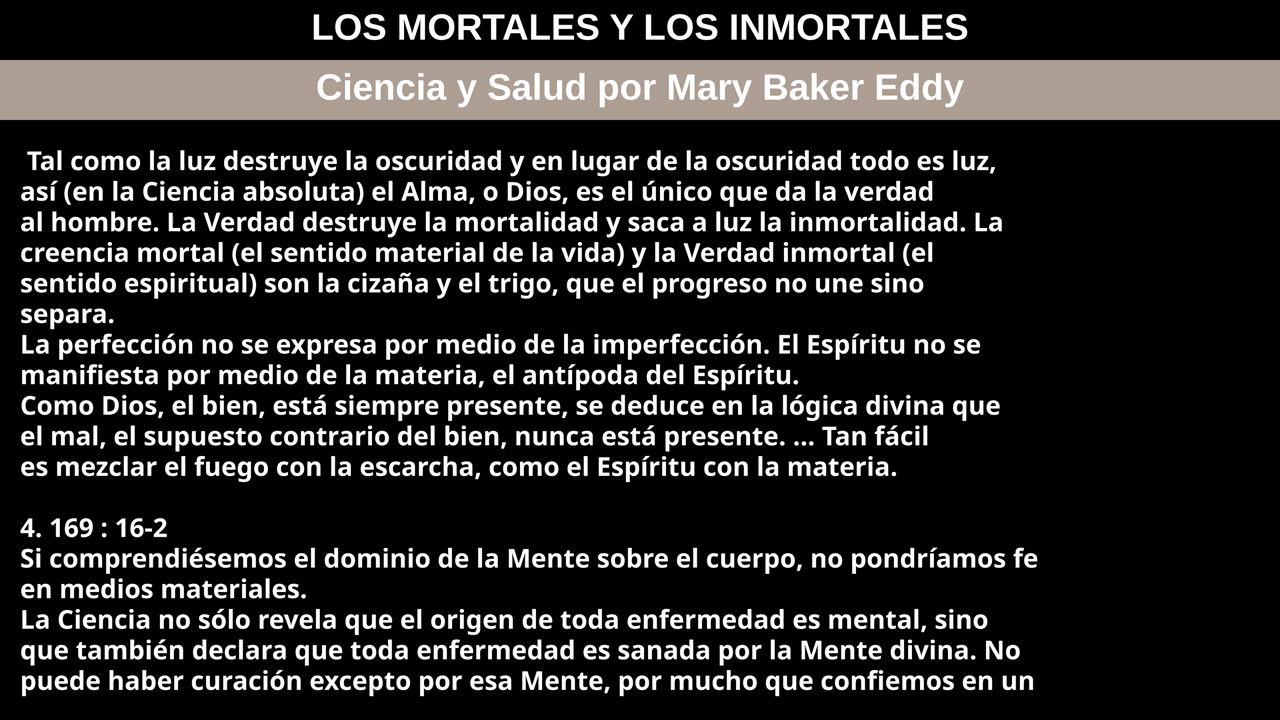 LOS MORTALES Y LOS INMORTALES
Ciencia y Salud por Mary Baker Eddy
Tal como la luz destruye la oscuridad y en lugar de la oscuridad todo es luz,
así (en la Ciencia absoluta) el Alma, o Dios, es el único que da la verdad
al hombre. La Verdad destruye la mortalidad y saca a luz la inmortalidad. La
creencia mortal (el sentido material de la vida) y la Verdad inmortal (el
sentido espiritual) son la cizaña y el trigo, que el progreso no une sino
separa.
La perfección no se expresa por medio de la imperfección. El Espíritu no se
manifiesta por medio de la materia, el antípoda del Espíritu.
Como Dios, el bien, está siempre presente, se deduce en la lógica divina que
el mal, el supuesto contrario del bien, nunca está presente. ... Tan fácil
es mezclar el fuego con la escarcha, como el Espíritu con la materia.
4. 169 : 16-2
Si comprendiésemos el dominio de la Mente sobre el cuerpo, no pondríamos fe
en medios materiales.
La Ciencia no sólo revela que el origen de toda enfermedad es mental, sino
que también declara que toda enfermedad es sanada por la Mente divina. No
puede haber curación excepto por esa Mente, por mucho que confiemos en un